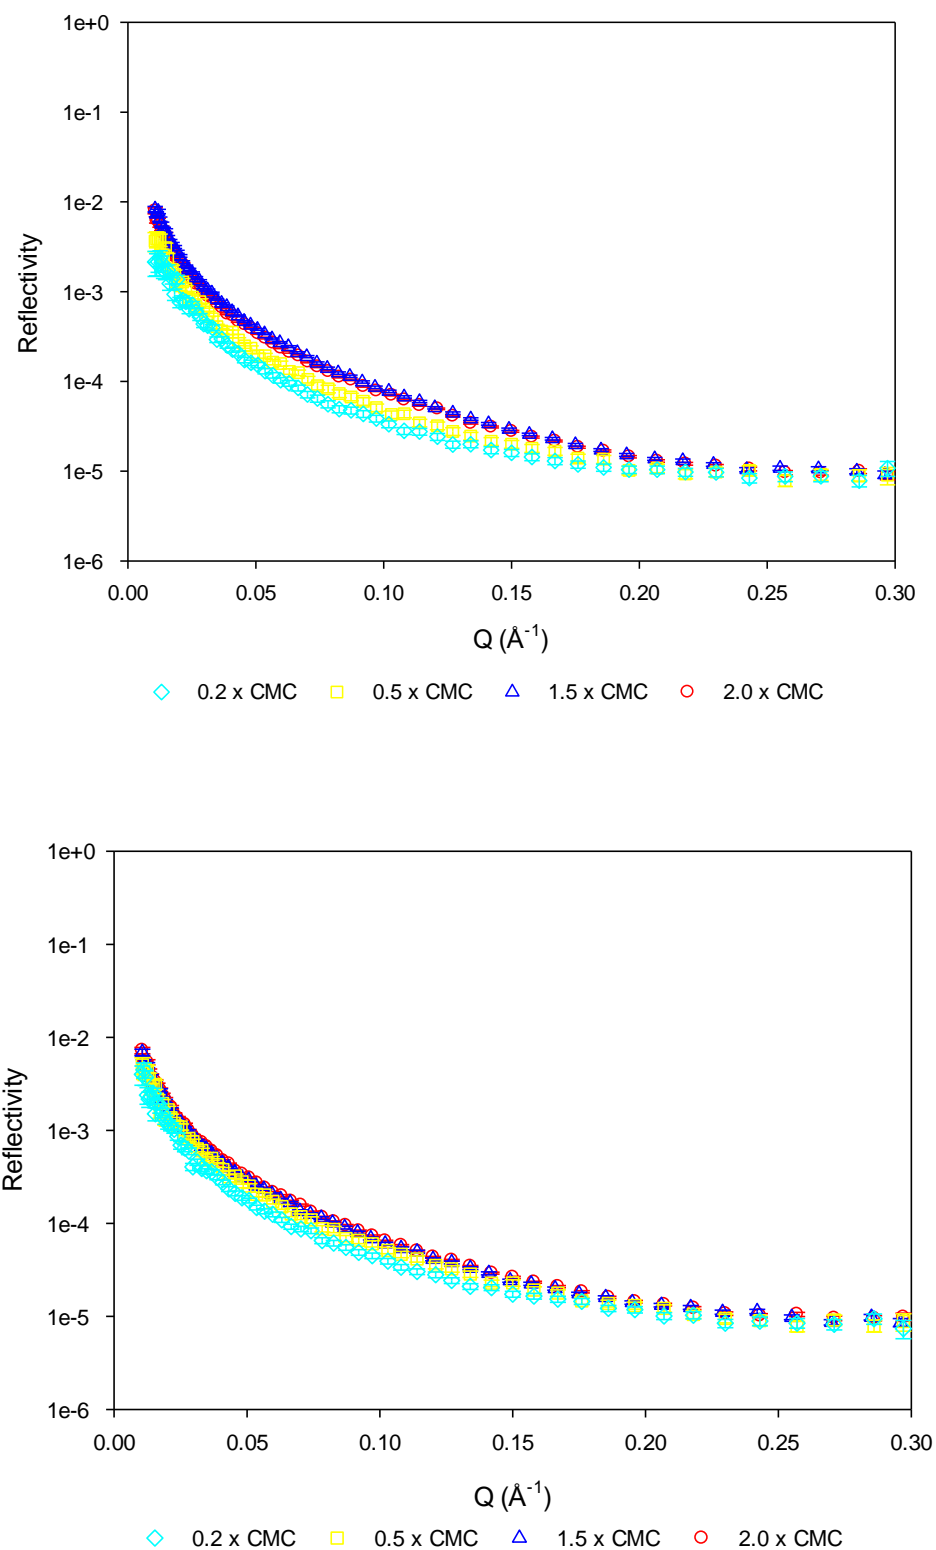 1e+0
1e-1
1e-2
1e-3
1e-4
1e-5
1e-6
Reflectivity
0.00 0.05 0.10 0.15 0.20 0.25 0.30
Q (Å⁻¹)
0.2 x CMC 0.5 x CMC 1.5 x CMC 2.0 x CMC
1e+0
1e-1
1e-2
1e-3
1e-4
1e-5
1e-6
Reflectivity
0.00 0.05 0.10 0.15 0.20 0.25 0.30
Q (Å⁻¹)
0.2 x CMC 0.5 x CMC 1.5 x CMC 2.0 x CMC